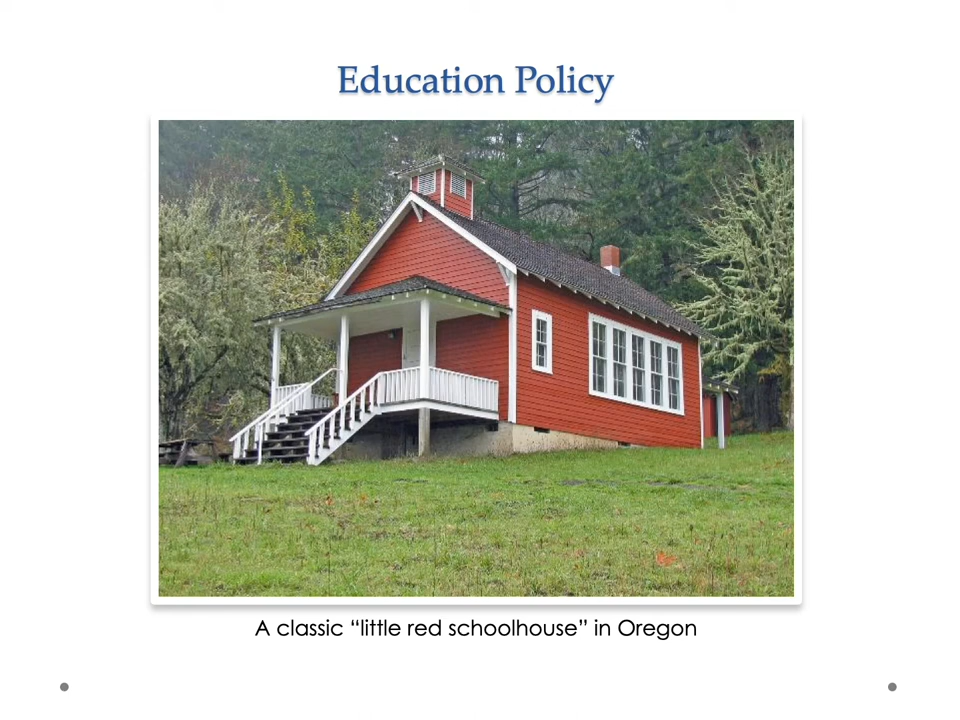 Education Policy
A classic “little red schoolhouse” in Oregon